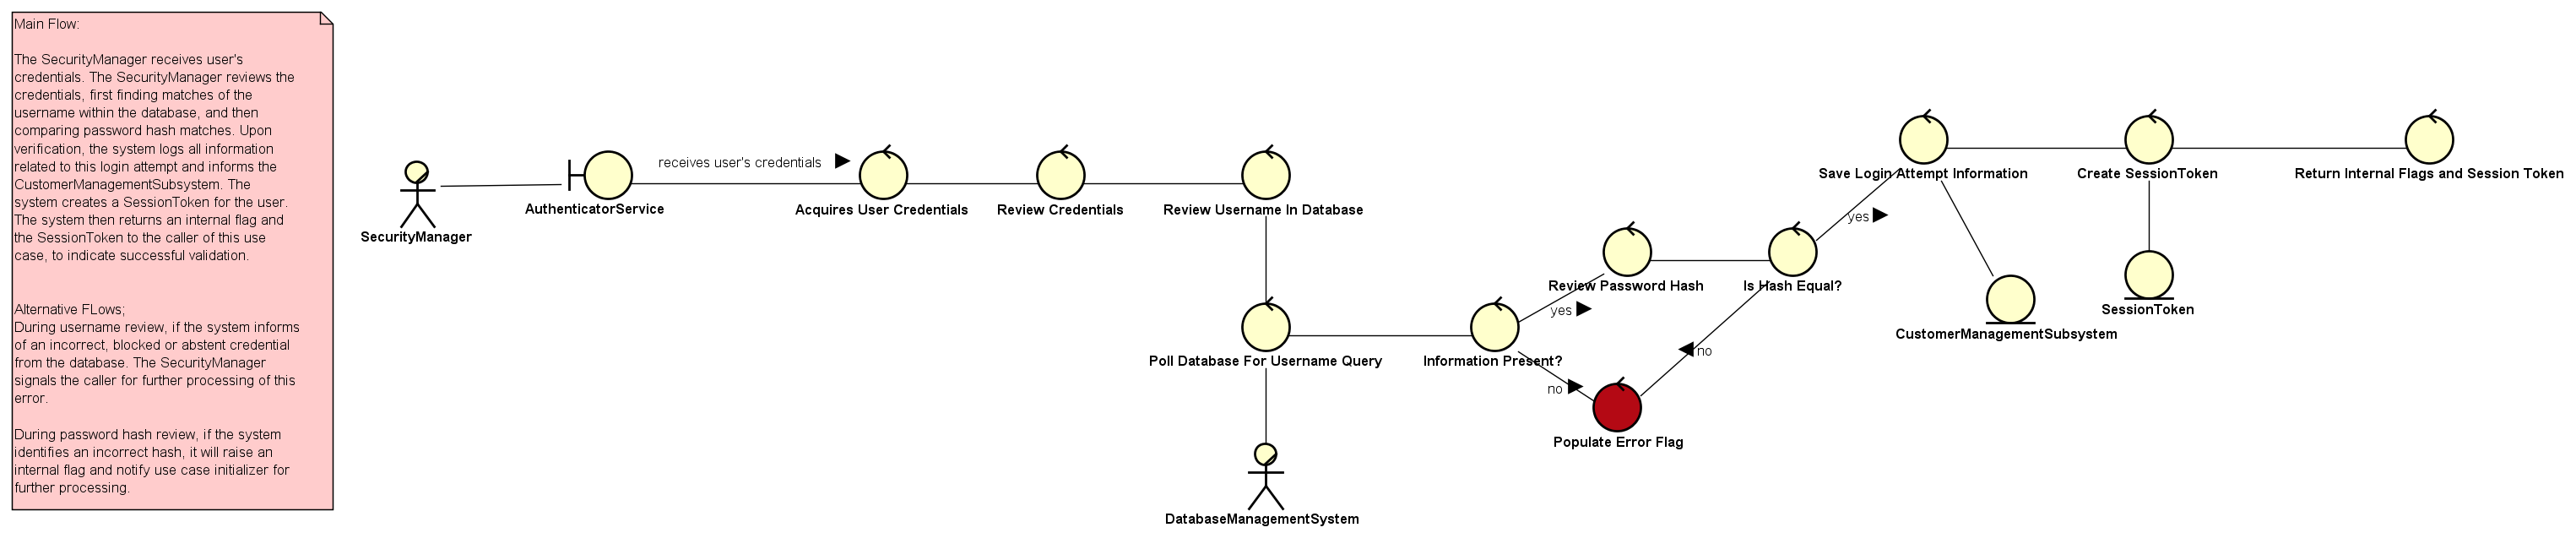 Main Flow:
The SecurityManager receives user's
credentials. The SecurityManager reviews the
credentials, first finding matches of the
username within the database, and then
comparing password hash matches. Upon
verification, the system logs all information
related to this login attempt and informs the
CustomerManagementSubsystem. The
system creates a SessionToken for the user.
The system then returns an internal flag and
the SessionToken to the caller of this use
case, to indicate successful validation.
Alternative FLows;
During username review, if the system informs
of an incorrect, blocked or abstent credential
from the database. The SecurityManager
signals the caller for further processing of this
error.
During password hash review, if the system
identifies an incorrect hash, it will raise an
internal flag and notify use case initializer for
further processing.
SecurityManager
AuthenticatorService
receives user's credentials
Acquires User Credentials
Review Credentials
Review Username In Database
Poll Database For Username Query
DatabaseManagementSystem
Information Present?
yes
no
Review Password Hash
Is Hash Equal?
no
Populate Error Flag
yes
Save Login Attempt Information
CustomerManagementSubsystem
Create SessionToken
SessionToken
Return Internal Flags and Session Token